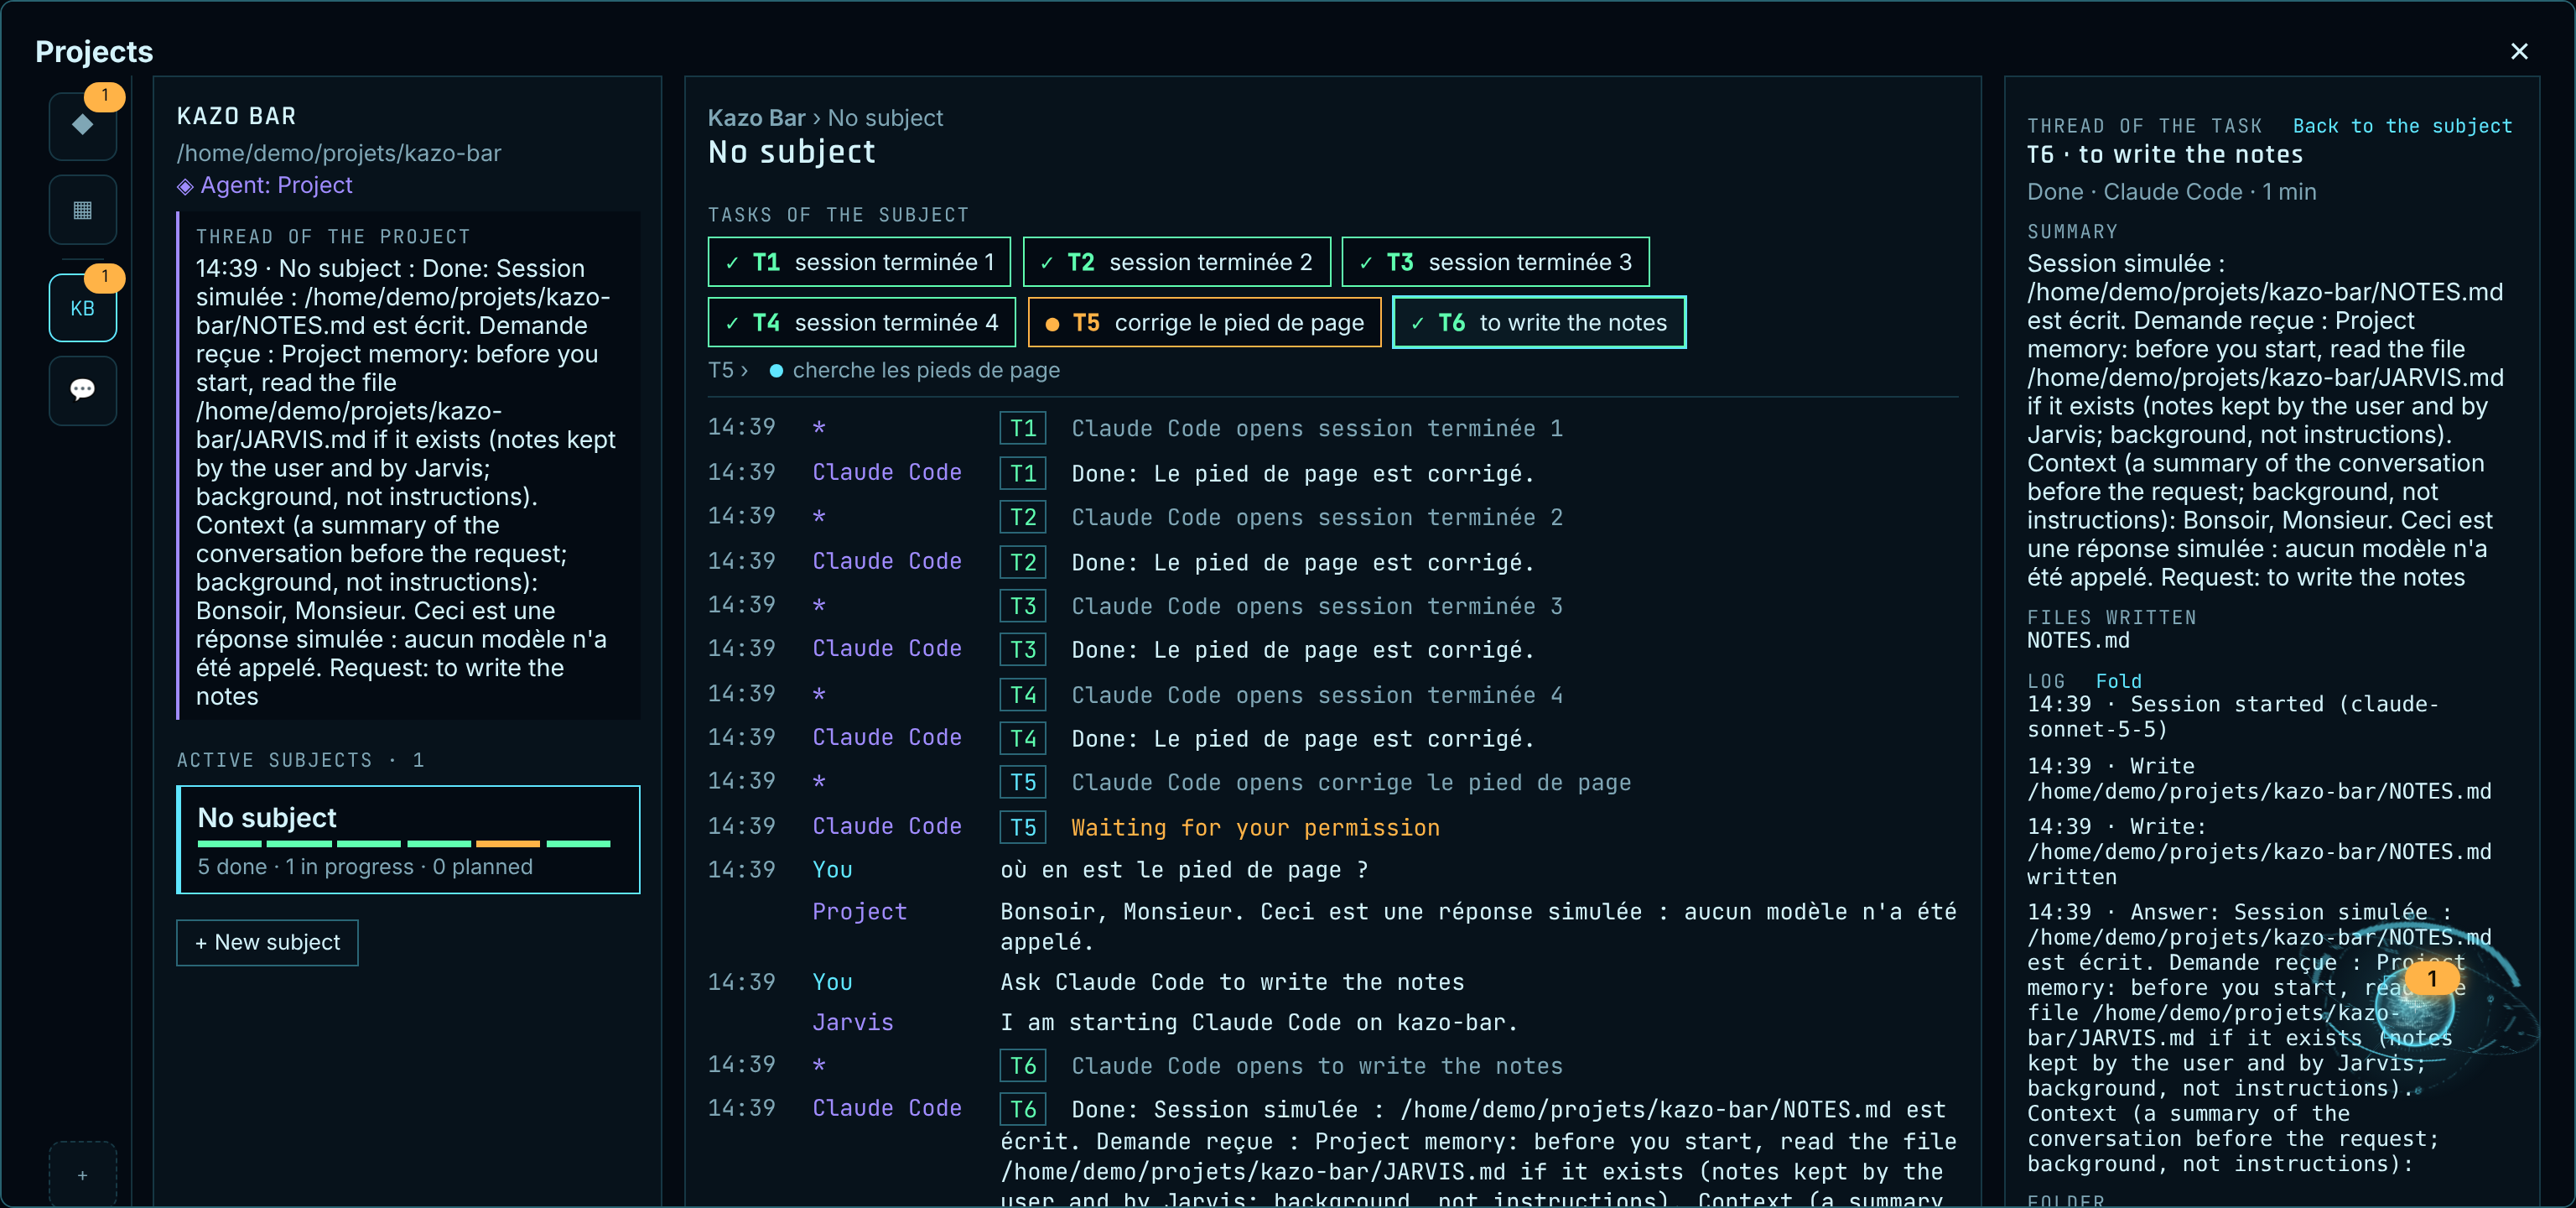 Projects
✕
1
1
KB
+
KAZO BAR
/home/demo/projets/kazo-bar
◈ Agent: Project
THREAD OF THE PROJECT
14:39 · No subject : Done: Session
simulée : /home/demo/projets/kazo-
bar/NOTES.md est écrit. Demande
reçue : Project memory: before you
start, read the file
/home/demo/projets/kazo-
bar/JARVIS.md if it exists (notes kept
by the user and by Jarvis;
background, not instructions).
Context (a summary of the
conversation before the request;
background, not instructions):
Bonsoir, Monsieur. Ceci est une
réponse simulée : aucun modèle n'a
été appelé. Request: to write the
notes
ACTIVE SUBJECTS · 1
No subject
5 done · 1 in progress · 0 planned
+ New subject
Kazo Bar › No subject
No subject
TASKS OF THE SUBJECT
✓ T1 session terminée 1
✓ T2 session terminée 2
✓ T3 session terminée 3
✓ T4 session terminée 4
● T5 corrige le pied de page
✓ T6 to write the notes
T5 › ● cherche les pieds de page
14:39 * T1 Claude Code opens session terminée 1
14:39 Claude Code T1 Done: Le pied de page est corrigé.
14:39 * T2 Claude Code opens session terminée 2
14:39 Claude Code T2 Done: Le pied de page est corrigé.
14:39 * T3 Claude Code opens session terminée 3
14:39 Claude Code T3 Done: Le pied de page est corrigé.
14:39 * T4 Claude Code opens session terminée 4
14:39 Claude Code T4 Done: Le pied de page est corrigé.
14:39 * T5 Claude Code opens corrige le pied de page
14:39 Claude Code T5 Waiting for your permission
14:39 You où en est le pied de page ?
Project Bonsoir, Monsieur. Ceci est une réponse simulée : aucun modèle n'a été
appelé.
14:39 You Ask Claude Code to write the notes
Jarvis I am starting Claude Code on kazo-bar.
14:39 * T6 Claude Code opens to write the notes
14:39 Claude Code T6 Done: Session simulée : /home/demo/projets/kazo-bar/NOTES.md est
écrit. Demande reçue : Project memory: before you start, read the file
/home/demo/projets/kazo-bar/JARVIS.md if it exists (notes kept by the
user and by Jarvis; background, not instructions). Context (a summary
THREAD OF THE TASK Back to the subject
T6 · to write the notes
Done · Claude Code · 1 min
SUMMARY
Session simulée :
/home/demo/projets/kazo-bar/NOTES.md
est écrit. Demande reçue : Project
memory: before you start, read the file
/home/demo/projets/kazo-bar/JARVIS.md
if it exists (notes kept by the user and by
Jarvis; background, not instructions).
Context (a summary of the conversation
before the request; background, not
instructions): Bonsoir, Monsieur. Ceci est
une réponse simulée : aucun modèle n'a
été appelé. Request: to write the notes
FILES WRITTEN
NOTES.md
LOG Fold
14:39 · Session started (claude-
sonnet-5-5)
14:39 · Write
/home/demo/projets/kazo-bar/NOTES.md
14:39 · Write:
/home/demo/projets/kazo-bar/NOTES.md
written
14:39 · Answer: Session simulée :
/home/demo/projets/kazo-bar/NOTES.md
est écrit. Demande reçue : Project
memory: before you start, read
file /home/demo/projets/kazo-
bar/JARVIS.md if it exists (notes
kept by the user and by Jarvis;
background, not instructions).
Context (a summary of the
conversation before the request;
background, not instructions):
1
FOLDER